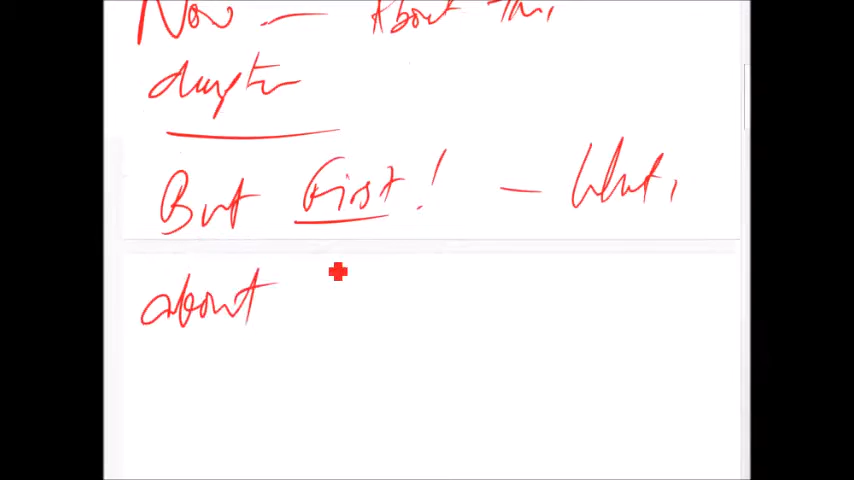 Now — About this
chapter
But First! — What,
about